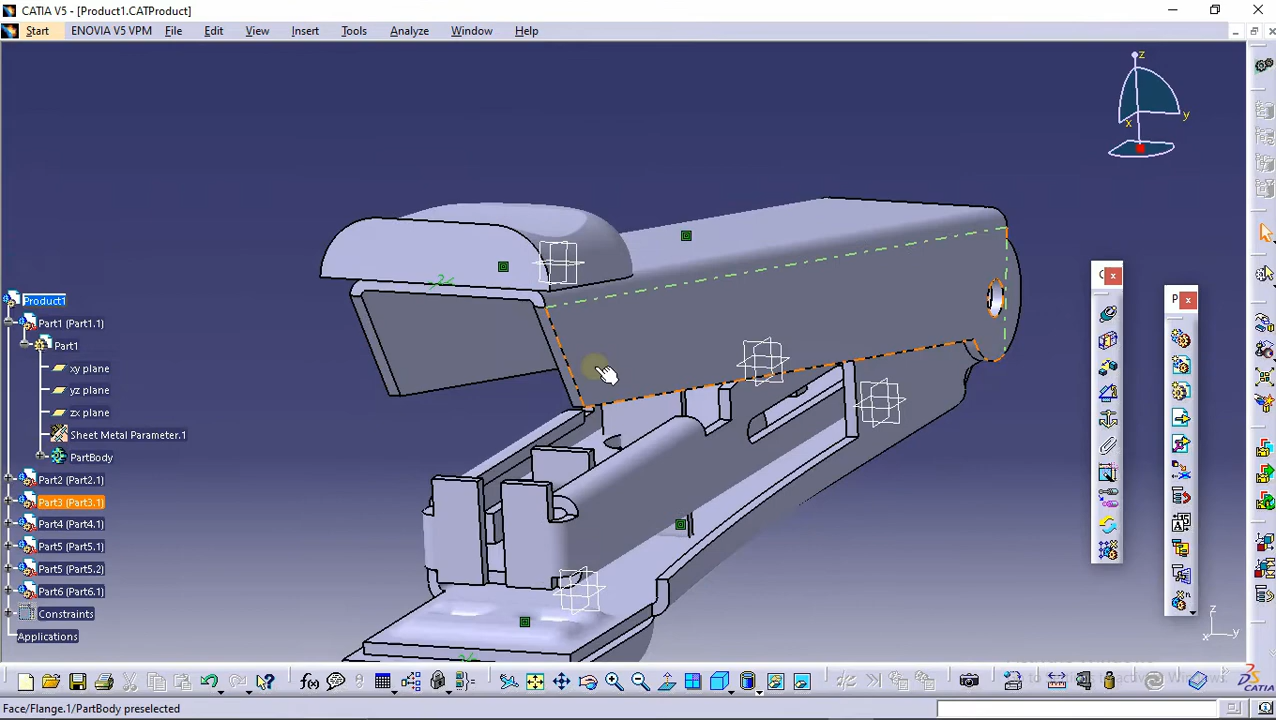 CATIA V5 - [Product1.CATProduct]
Start ENOVIA V5 VPM File Edit View Insert Tools Analyze Window Help
z
x
y
C
P
Product1
Part1 (Part1.1)
Part1
xy plane
yz plane
zx plane
Sheet Metal Parameter.1
PartBody
Part2 (Part2.1)
Part3 (Part3.1)
Part4 (Part4.1)
Part5 (Part5.1)
Part5 (Part5.2)
Part6 (Part6.1)
Constraints
Applications
z
x
y
f(x)
CATIA
Face/Flange.1/PartBody preselected